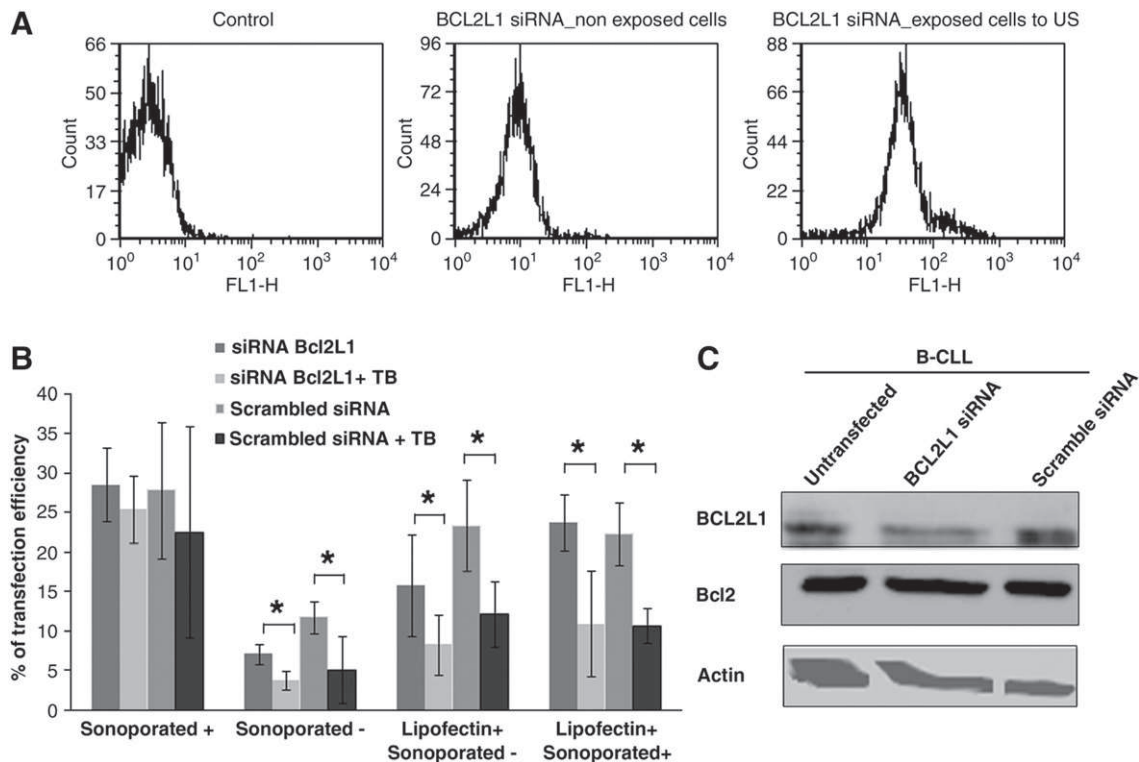 A
Control
BCL2L1 siRNA_non exposed cells
BCL2L1 siRNA_exposed cells to US
66
50
33
17
0
Count
10^0 10^1 10^2 10^3 10^4
FL1-H
96
72
48
24
0
Count
10^0 10^1 10^2 10^3 10^4
FL1-H
88
66
44
22
0
Count
10^0 10^1 10^2 10^3 10^4
FL1-H
B
siRNA Bcl2L1
siRNA Bcl2L1+ TB
Scrambled siRNA
Scrambled siRNA + TB
% of transfection efficiency
40
35
30
25
20
15
10
5
0
* * * * * *
Sonoporated +
Sonoporated -
Lipofectin+
Sonoporated -
Lipofectin+
Sonoporated+
C
B-CLL
Untransfected
BCL2L1 siRNA
Scramble siRNA
BCL2L1
Bcl2
Actin